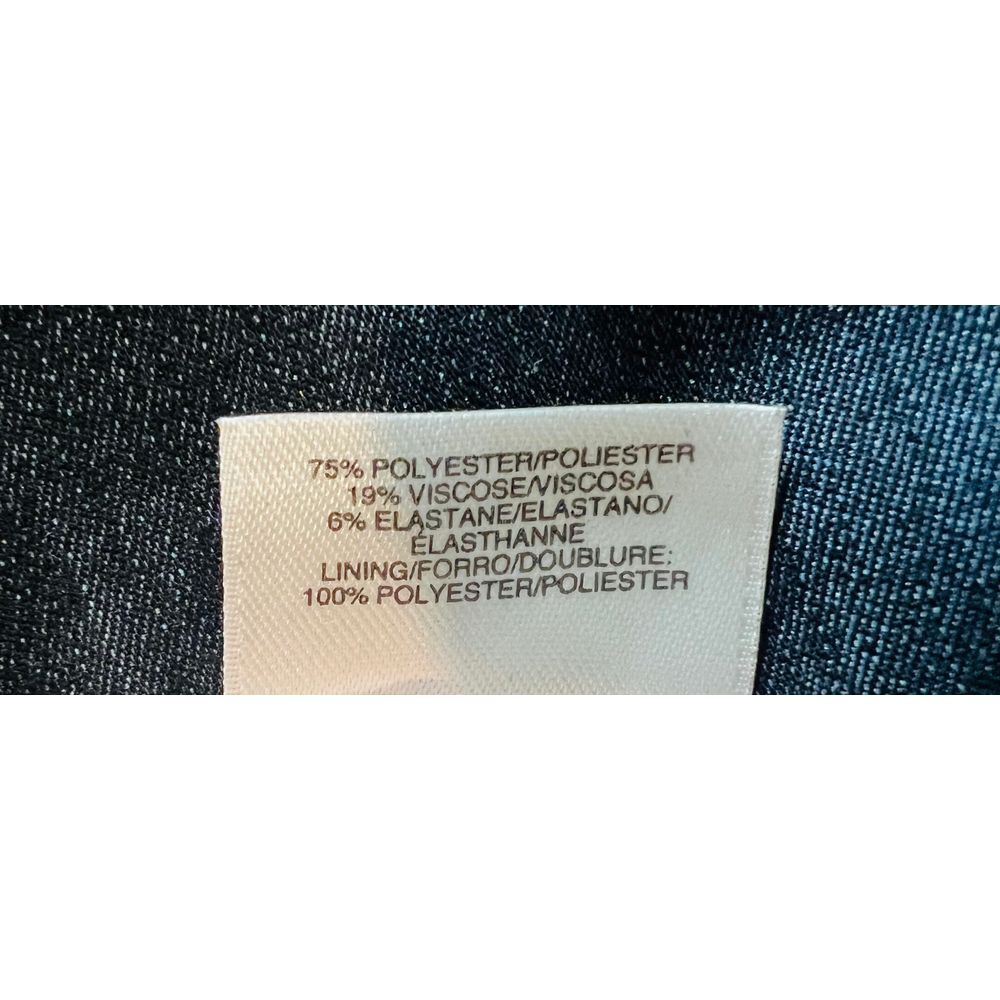 75% POLYESTER/POLIESTER
19% VISCOSE/VISCOSA
6% ELASTANE/ELASTANO/
ÉLASTHANNE
LINING/FORRO/DOUBLURE:
100% POLYESTER/POLIESTER